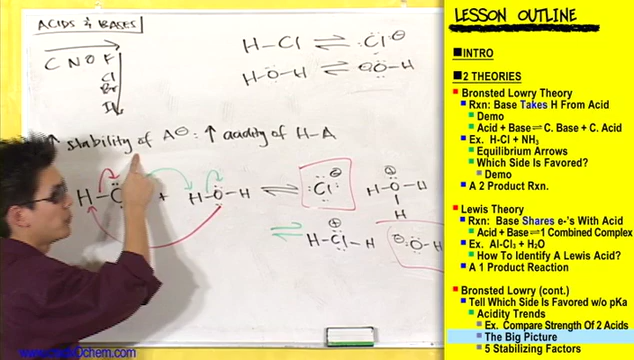 ACIDS & BASES
C N O F
Cl
Br
I
H-Cl ⇌ :Cl:⊖
H-O-H ⇌ ⊖:O-H
↑ stability of A⊖ : ↑ acidity of H-A
H-C + H-O-H ⇌ :Cl: H-O-H
⊕
H
⇌ H-Cl-H ⊖:O-H
⊕
www.crackOchem.com
LESSON OUTLINE
INTRO
2 THEORIES
Bronsted Lowry Theory
Rxn: Base Takes H From Acid
Demo
Acid + Base ⇌ C. Base + C. Acid
Ex. H-Cl + NH₃
Equilibrium Arrows
Which Side Is Favored?
Demo
A 2 Product Rxn.
Lewis Theory
Rxn: Base Shares e-'s With Acid
Acid + Base ⇌ 1 Combined Complex
Ex. Al-Cl₃ + H₂O
How To Identify A Lewis Acid?
A 1 Product Reaction
Bronsted Lowry (cont.)
Tell Which Side Is Favored w/o pKa
Acidity Trends
Ex. Compare Strength Of 2 Acids
The Big Picture
5 Stabilizing Factors